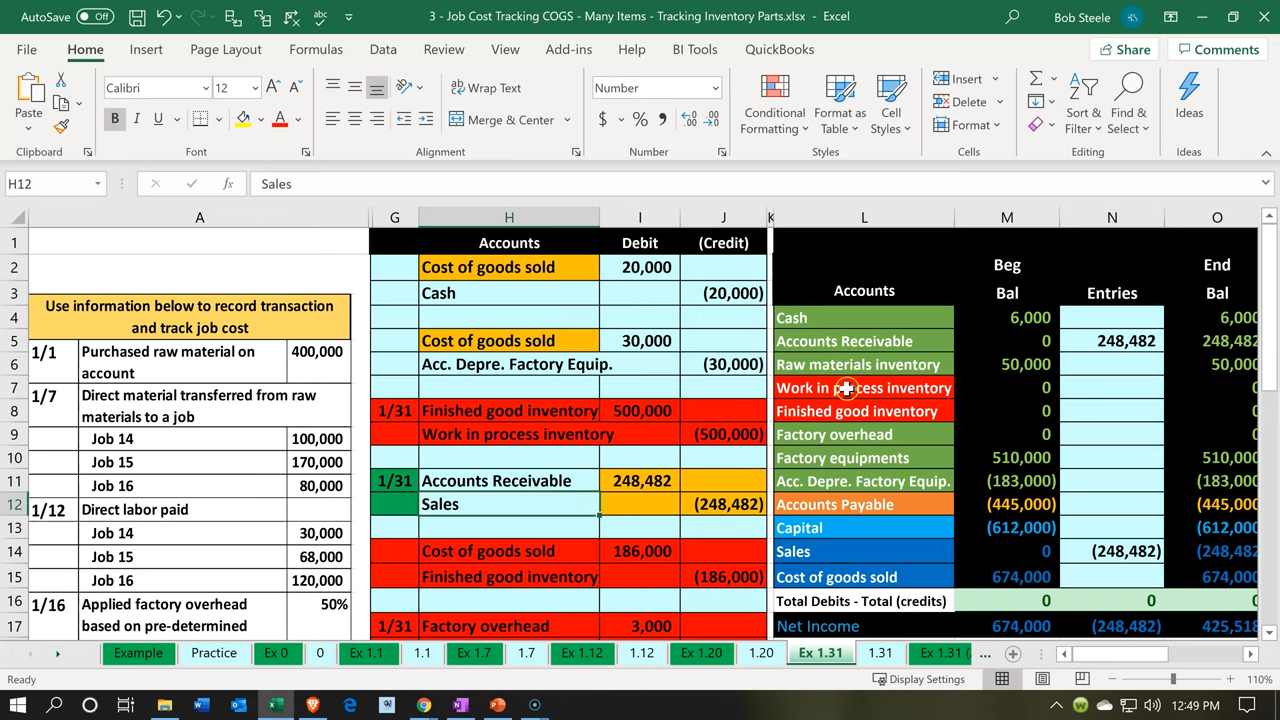 AutoSave Off
3 - Job Cost Tracking COGS - Many Items - Tracking Inventory Parts.xlsx - Excel
Bob Steele
File Home Insert Page Layout Formulas Data Review View Add-ins Help BI Tools QuickBooks Share Comments
Paste
Calibri 12
Wrap Text
Merge & Center
Number
Conditional Formatting
Format as Table
Cell Styles
Insert
Delete
Format
Sort & Filter
Find & Select
Ideas
Clipboard Font Alignment Number Styles Cells Editing Ideas
H12 fx Sales
A G H I J K L M N O
1 Accounts Debit (Credit)
Beg End
Accounts Bal Entries Bal
2 Cost of goods sold 20,000
3 Cash (20,000)
Use information below to record transaction
and track job cost
4 Cash 6,000 6,000
1/1 Purchased raw material on
account 400,000
5 Cost of goods sold 30,000 Accounts Receivable 0 248,482 248,482
6 Acc. Depre. Factory Equip. (30,000) Raw materials inventory 50,000 50,000
7 1/7 Direct material transferred from raw
materials to a job
Work in process inventory 0 0
8 1/31 Finished good inventory 500,000 Finished good inventory 0 0
9 Job 14 100,000 Work in process inventory (500,000) Factory overhead 0 0
10 Job 15 170,000 Factory equipments 510,000 510,000
11 Job 16 80,000 1/31 Accounts Receivable 248,482 Acc. Depre. Factory Equip. (183,000) (183,000
12 1/12 Direct labor paid Sales (248,482) Accounts Payable (445,000) (445,000
13 Job 14 30,000 Capital (612,000) (612,000
14 Job 15 68,000 Cost of goods sold 186,000 Sales 0 (248,482) (248,482
15 Job 16 120,000 Finished good inventory (186,000) Cost of goods sold 674,000 674,000
16 1/16 Applied factory overhead
based on pre-determined 50% Total Debits - Total (credits) 0 0 0
17 1/31 Factory overhead 3,000 Net Income 674,000 (248,482) 425,518
Example Practice Ex 0 0 Ex 1.1 1.1 Ex 1.7 1.7 Ex 1.12 1.12 Ex 1.20 1.20 Ex 1.31 1.31 Ex 1.31 ( ...
Ready Display Settings 110%
12:49 PM